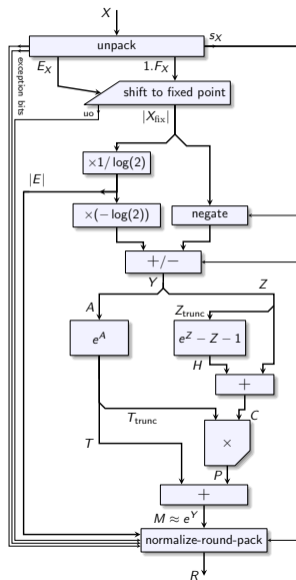 X
unpack
s_X
E_X
1.F_X
exception bits
shift to fixed point
ou
|X_fix|
×1/log(2)
|E|
×(−log(2))
negate
+/−
Y
Z
A
Z_trunc
e^A
e^Z − Z − 1
H
+
C
T_trunc
T
×
P
+
M ≈ e^Y
normalize-round-pack
R